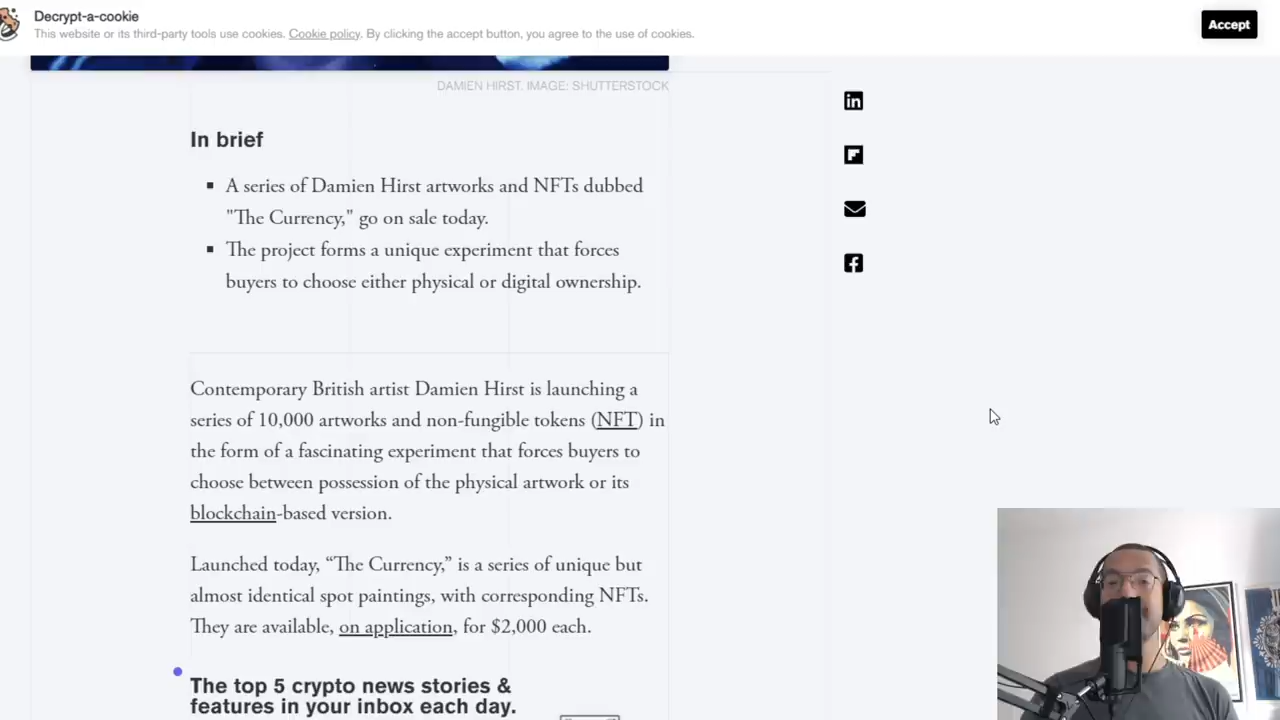 Decrypt-a-cookie
This website or its third-party tools use cookies. Cookie policy. By clicking the accept button, you agree to the use of cookies.
Accept
DAMIEN HIRST. IMAGE: SHUTTERSTOCK
In brief
A series of Damien Hirst artworks and NFTs dubbed
"The Currency," go on sale today.
The project forms a unique experiment that forces
buyers to choose either physical or digital ownership.
Contemporary British artist Damien Hirst is launching a
series of 10,000 artworks and non-fungible tokens (NFT) in
the form of a fascinating experiment that forces buyers to
choose between possession of the physical artwork or its
blockchain-based version.
Launched today, “The Currency,” is a series of unique but
almost identical spot paintings, with corresponding NFTs.
They are available, on application, for $2,000 each.
The top 5 crypto news stories &
features in your inbox each day.